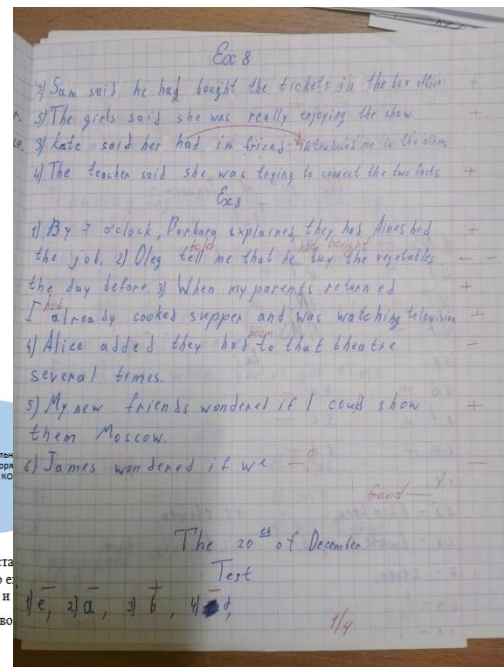 Ex 8
2) Sam said he had bought the tickets in the box office +
5) The girls said she was really enjoying the show +
3) Kate said her had in friend introduced me to the others
4) The teacher said she was trying to connect the two facts +
Ex 8
1) By 7 o'clock, Barbara explained they had finished +
the job. 2) Oleg tell me that he buy the vegetables - -
told had bought
the day before. 3) When my parents returned +
I had already cooked supper and was watching television +
4) Alice added they had been to that theatre -
several times.
5) My new friends wondered if I could show +
them Moscow.
6) James wondered if we - ?!
Good -
The 20th of December
Test
1) e, 2) a, 3) b, 4) d,
- - + -
1/4